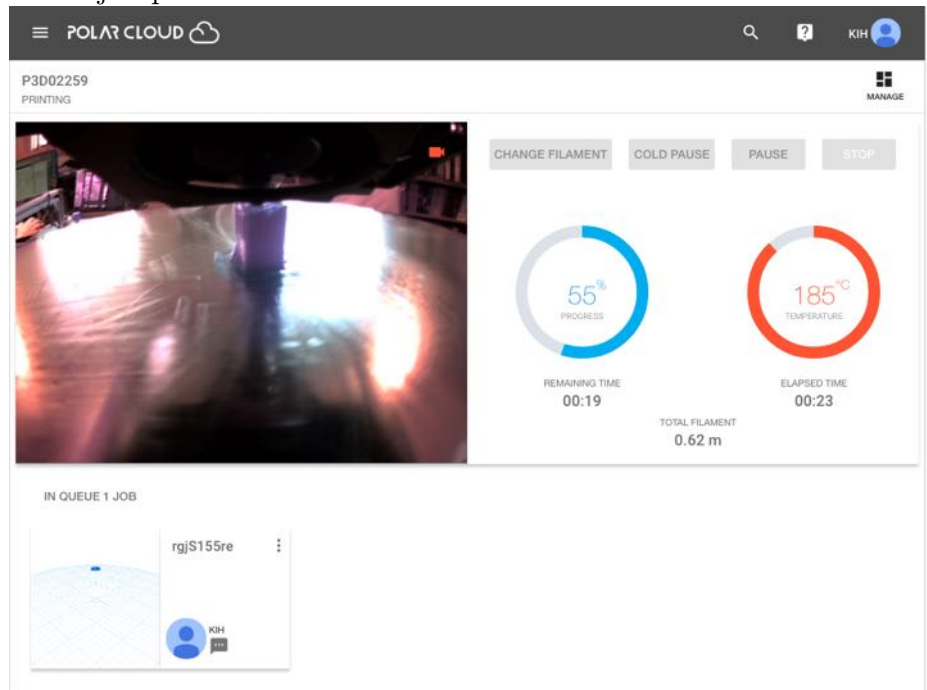 POLAR CLOUD
KIH
P3D02259
PRINTING
MANAGE
CHANGE FILAMENT
COLD PAUSE
PAUSE
STOP
55%
PROGRESS
185°C
TEMPERATURE
REMAINING TIME
00:19
ELAPSED TIME
00:23
TOTAL FILAMENT
0.62 m
IN QUEUE 1 JOB
rgjS155re
KIH